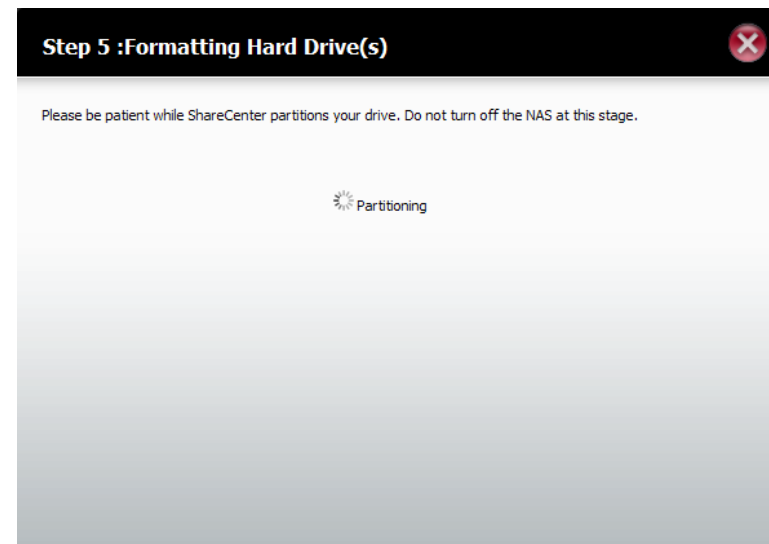 Step 5 :Formatting Hard Drive(s)
Please be patient while ShareCenter partitions your drive. Do not turn off the NAS at this stage.
Partitioning